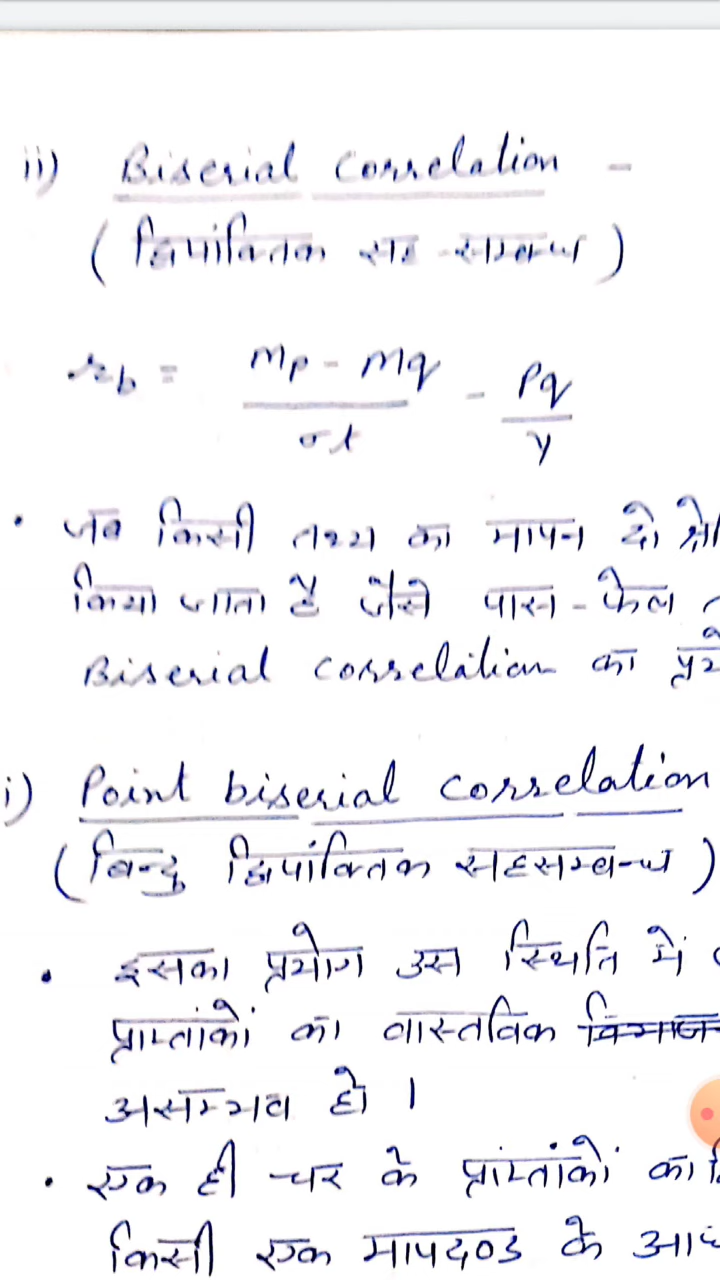 ii) Biserial Correlation -
( द्विपांक्तिक सह-सम्बन्ध )
rb = Mp - Mq / σt - Pq / y
• जब किसी तथ्य का मापन दो
किया जाता है जैसे पास - फेल
Biserial correlation का
i) Point biserial correlation
( बिन्दु द्विपांक्तिक सहसम्बन्ध )
• इसका प्रयोग उस स्थिति में
प्राप्तांकों का वास्तविक
असम्भव हो ।
• एक ही चर के प्राप्तांकों का
किसी एक मापदण्ड के